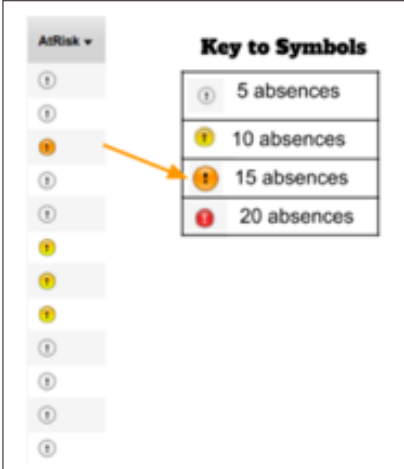 AtRisk
Key to Symbols
5 absences
10 absences
15 absences
20 absences